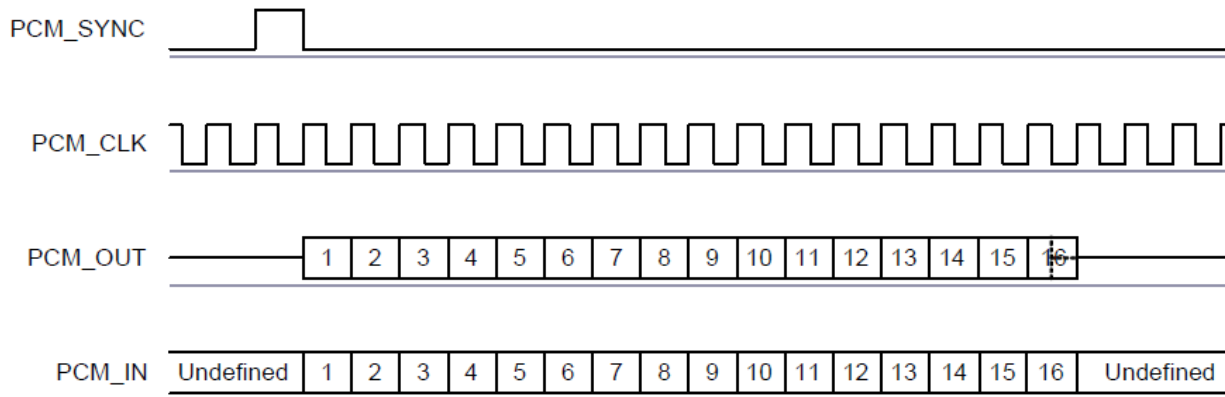 PCM_SYNC
PCM_CLK
PCM_OUT 1 2 3 4 5 6 7 8 9 10 11 12 13 14 15 16
PCM_IN Undefined 1 2 3 4 5 6 7 8 9 10 11 12 13 14 15 16 Undefined